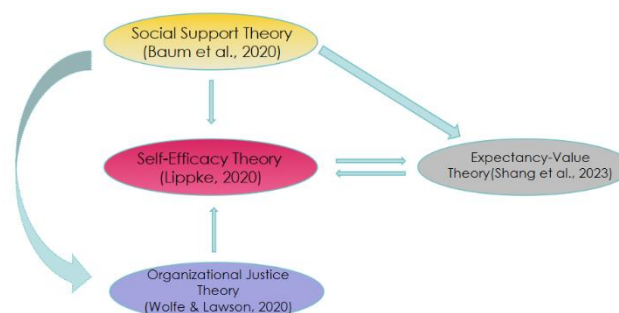 Social Support Theory
(Baum et al., 2020)
Self-Efficacy Theory
(Lippke, 2020)
Expectancy-Value
Theory(Shang et al., 2023)
Organizational Justice
Theory
(Wolfe & Lawson, 2020)